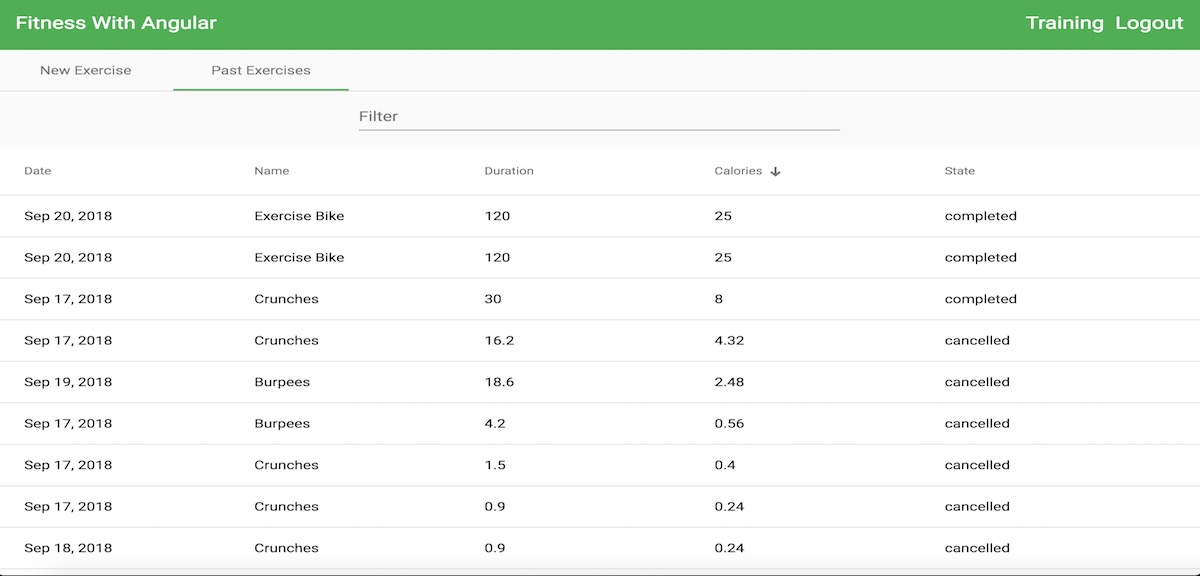 Fitness With Angular Training Logout
New Exercise Past Exercises
Filter
Date Name Duration Calories State
Sep 20, 2018 Exercise Bike 120 25 completed
Sep 20, 2018 Exercise Bike 120 25 completed
Sep 17, 2018 Crunches 30 8 completed
Sep 17, 2018 Crunches 16.2 4.32 cancelled
Sep 19, 2018 Burpees 18.6 2.48 cancelled
Sep 17, 2018 Burpees 4.2 0.56 cancelled
Sep 17, 2018 Crunches 1.5 0.4 cancelled
Sep 17, 2018 Crunches 0.9 0.24 cancelled
Sep 18, 2018 Crunches 0.9 0.24 cancelled